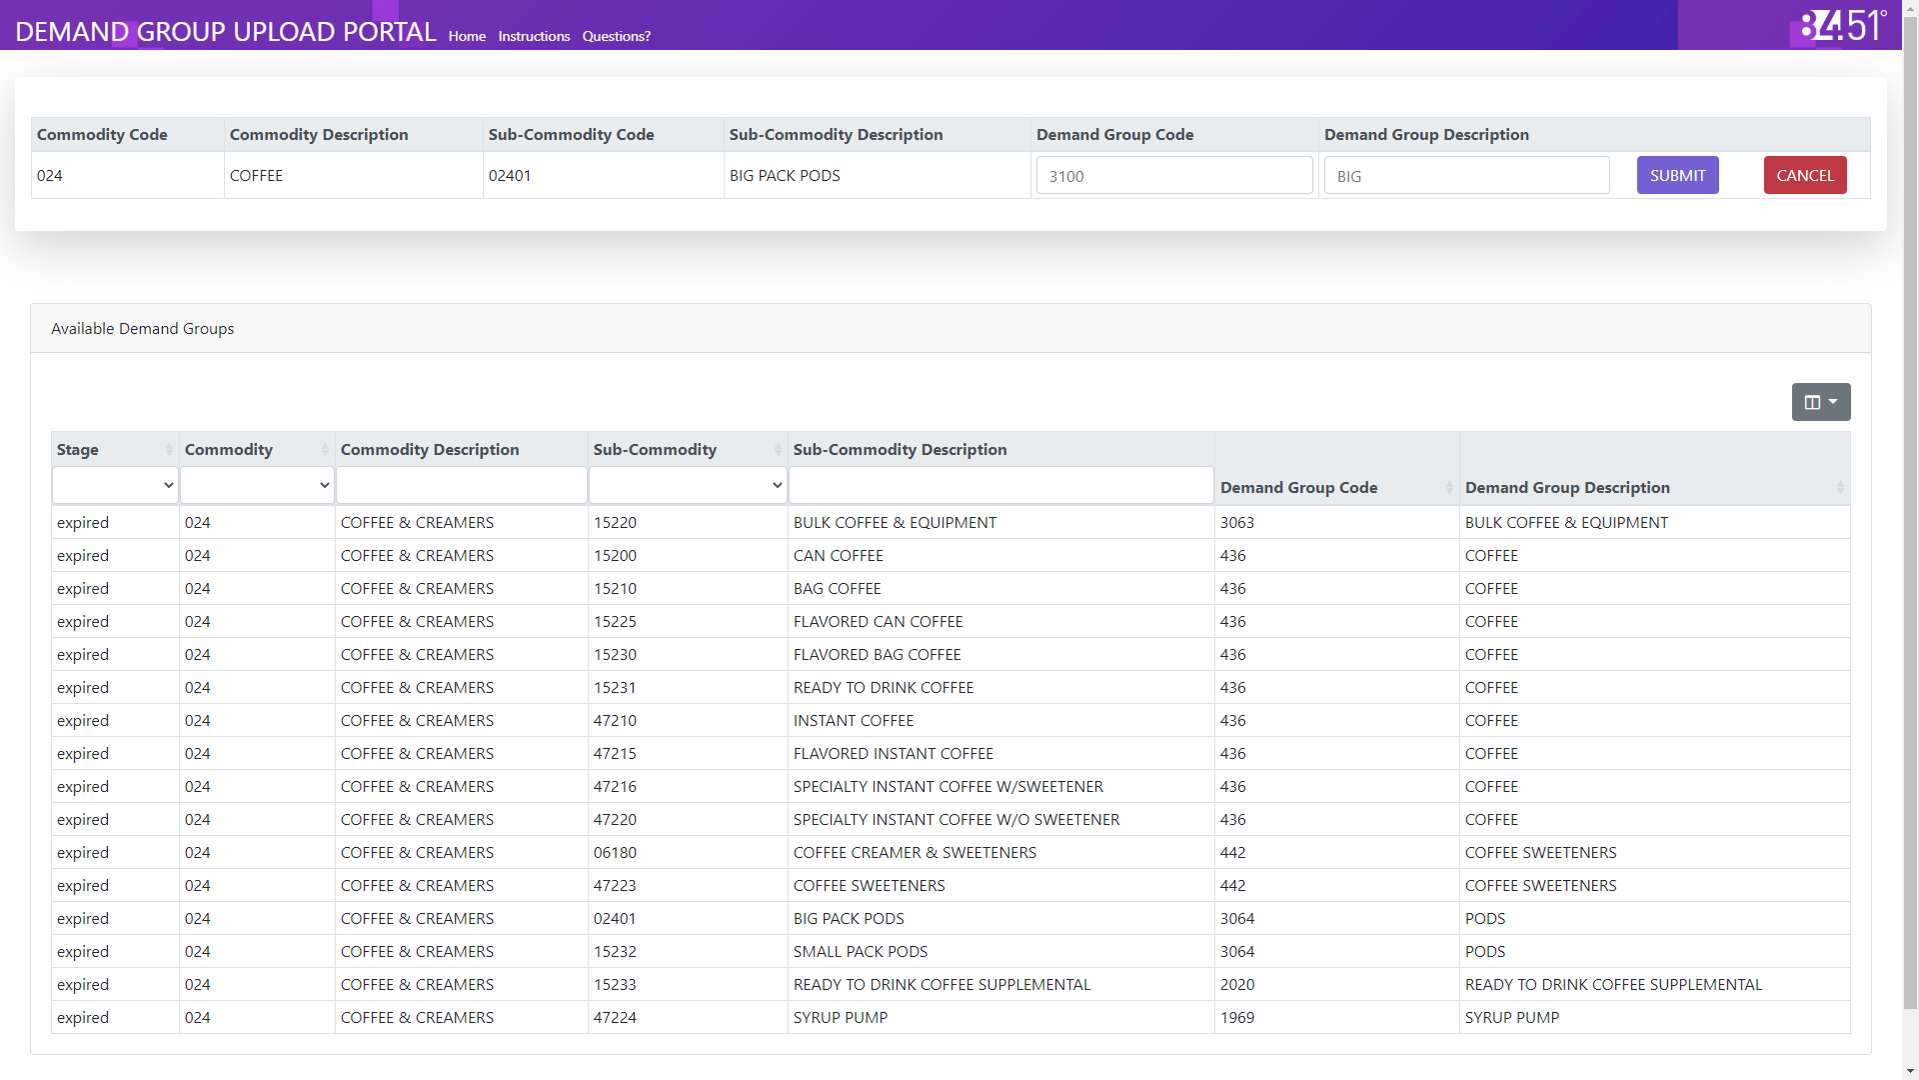 DEMAND GROUP UPLOAD PORTAL Home Instructions Questions? 84.51°
Commodity Code Commodity Description Sub-Commodity Code Sub-Commodity Description Demand Group Code Demand Group Description
024 COFFEE 02401 BIG PACK PODS 3100 BIG SUBMIT CANCEL
Available Demand Groups
Stage Commodity Commodity Description Sub-Commodity Sub-Commodity Description Demand Group Code Demand Group Description
expired 024 COFFEE & CREAMERS 15220 BULK COFFEE & EQUIPMENT 3063 BULK COFFEE & EQUIPMENT
expired 024 COFFEE & CREAMERS 15200 CAN COFFEE 436 COFFEE
expired 024 COFFEE & CREAMERS 15210 BAG COFFEE 436 COFFEE
expired 024 COFFEE & CREAMERS 15225 FLAVORED CAN COFFEE 436 COFFEE
expired 024 COFFEE & CREAMERS 15230 FLAVORED BAG COFFEE 436 COFFEE
expired 024 COFFEE & CREAMERS 15231 READY TO DRINK COFFEE 436 COFFEE
expired 024 COFFEE & CREAMERS 47210 INSTANT COFFEE 436 COFFEE
expired 024 COFFEE & CREAMERS 47215 FLAVORED INSTANT COFFEE 436 COFFEE
expired 024 COFFEE & CREAMERS 47216 SPECIALTY INSTANT COFFEE W/SWEETENER 436 COFFEE
expired 024 COFFEE & CREAMERS 47220 SPECIALTY INSTANT COFFEE W/O SWEETENER 436 COFFEE
expired 024 COFFEE & CREAMERS 06180 COFFEE CREAMER & SWEETENERS 442 COFFEE SWEETENERS
expired 024 COFFEE & CREAMERS 47223 COFFEE SWEETENERS 442 COFFEE SWEETENERS
expired 024 COFFEE & CREAMERS 02401 BIG PACK PODS 3064 PODS
expired 024 COFFEE & CREAMERS 15232 SMALL PACK PODS 3064 PODS
expired 024 COFFEE & CREAMERS 15233 READY TO DRINK COFFEE SUPPLEMENTAL 2020 READY TO DRINK COFFEE SUPPLEMENTAL
expired 024 COFFEE & CREAMERS 47224 SYRUP PUMP 1969 SYRUP PUMP